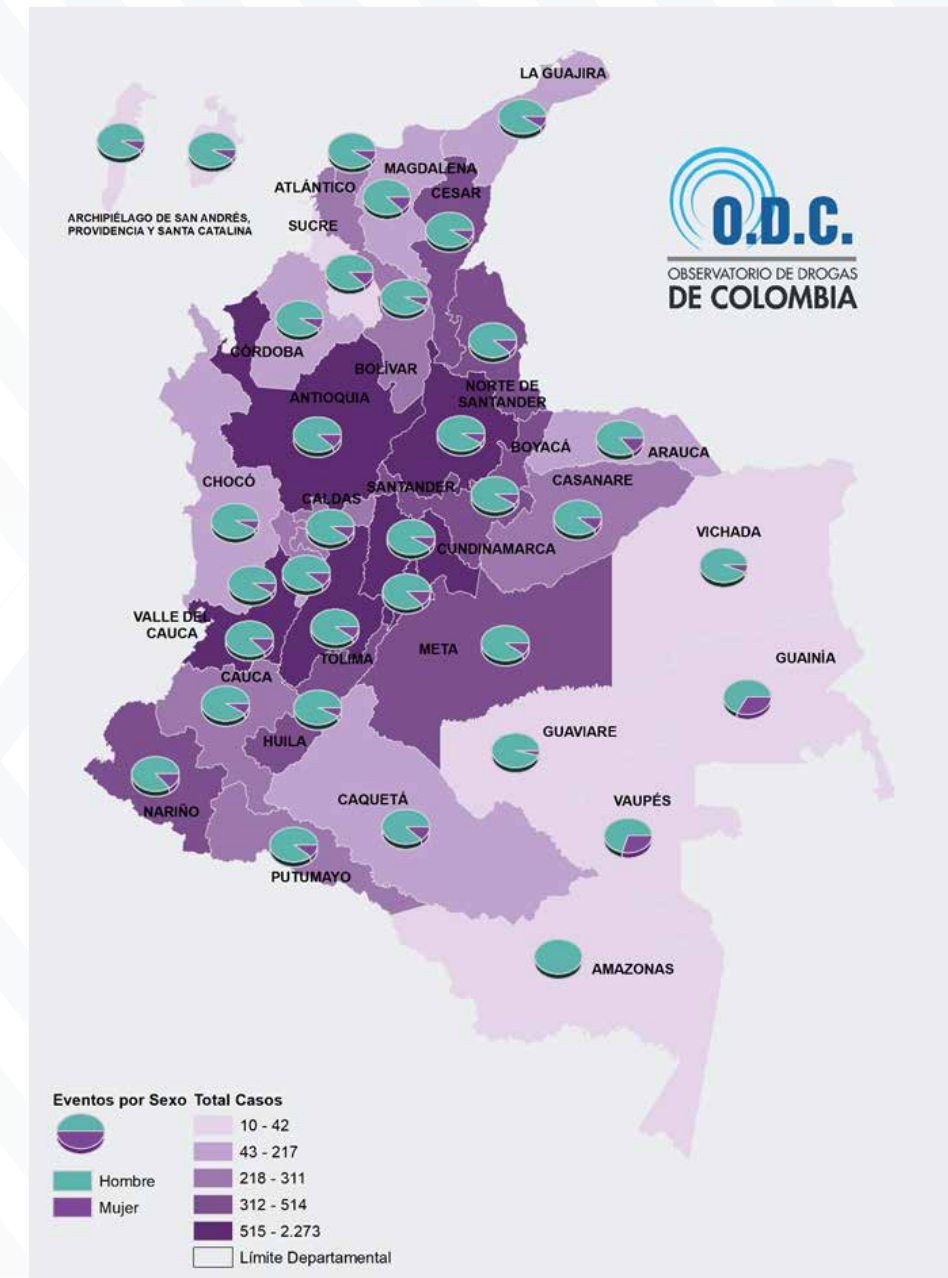 LA GUAJIRA
MAGDALENA
ATLÁNTICO
CESAR
ARCHIPIÉLAGO DE SAN ANDRÉS,
PROVIDENCIA Y SANTA CATALINA
SUCRE
O.D.C.
OBSERVATORIO DE DROGAS
DE COLOMBIA
CÓRDOBA
BOLÍVAR
ANTIOQUIA
NORTE DE
SANTANDER
BOYACÁ
ARAUCA
CHOCÓ
SANTANDER
CASANARE
CALDAS
CUNDINAMARCA
VICHADA
VALLE DEL
CAUCA
TOLIMA
META
GUAINÍA
CAUCA
HUILA
GUAVIARE
NARIÑO
CAQUETÁ
VAUPÉS
PUTUMAYO
AMAZONAS
Eventos por Sexo
Hombre
Mujer
Total Casos
10 - 42
43 - 217
218 - 311
312 - 514
515 - 2.273
Límite Departamental